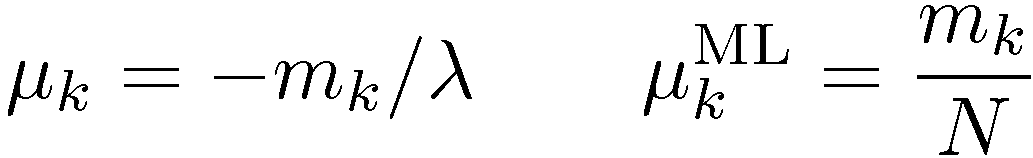 μ_k = −m_k/λ   μ_k^ML = m_k/N